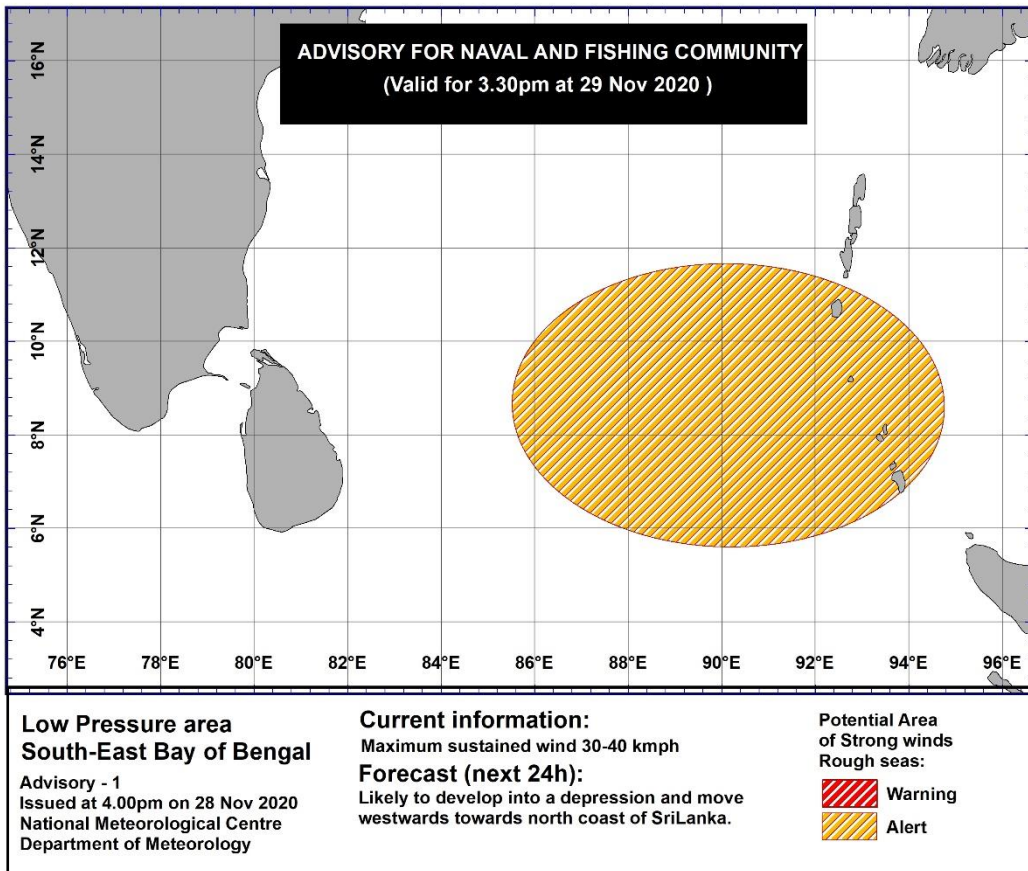 ADVISORY FOR NAVAL AND FISHING COMMUNITY
(Valid for 3.30pm at 29 Nov 2020 )
16°N
14°N
12°N
10°N
8°N
6°N
4°N
76°E 78°E 80°E 82°E 84°E 86°E 88°E 90°E 92°E 94°E 96°E
Low Pressure area
South-East Bay of Bengal
Advisory - 1
Issued at 4.00pm on 28 Nov 2020
National Meteorological Centre
Department of Meteorology
Current information:
Maximum sustained wind 30-40 kmph
Forecast (next 24h):
Likely to develop into a depression and move
westwards towards north coast of SriLanka.
Potential Area
of Strong winds
Rough seas:
Warning
Alert